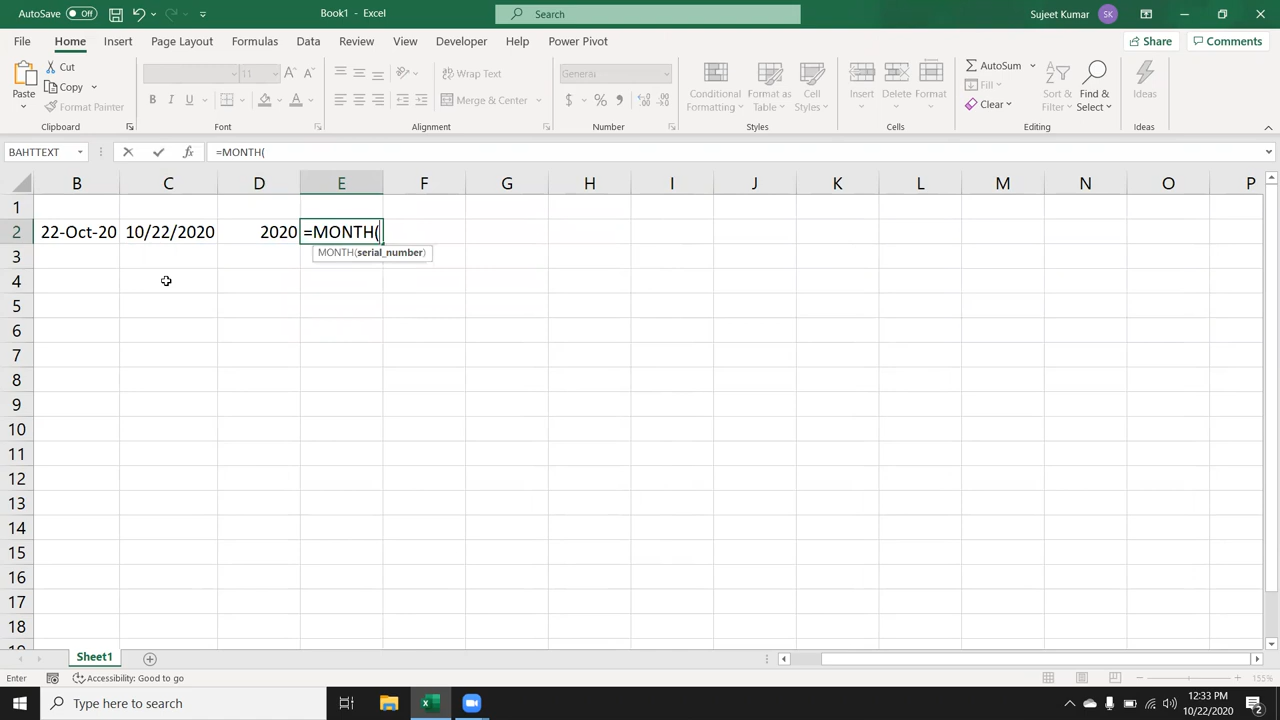 AutoSave Off Book1 - Excel Search Sujeet Kumar SK
File Home Insert Page Layout Formulas Data Review View Developer Help Power Pivot Share Comments
Cut
Copy
Format Painter
Paste
Clipboard
11
B I U
Font
Wrap Text
Merge & Center
Alignment
General
$ % ,
Number
Conditional Formatting
Format as Table
Cell Styles
Styles
Insert Delete Format
Cells
AutoSum
Fill
Clear
Sort & Filter
Find & Select
Editing
Ideas
Ideas
BAHTTEXT fx =MONTH(
B C D E F G H I J K L M N O P
1
2 22-Oct-20 10/22/2020 2020 =MONTH(
MONTH(serial_number)
3
4
5
6
7
8
9
10
11
12
13
14
15
16
17
18
Sheet1
Enter Accessibility: Good to go 155%
Type here to search 12:33 PM
10/22/2020 2